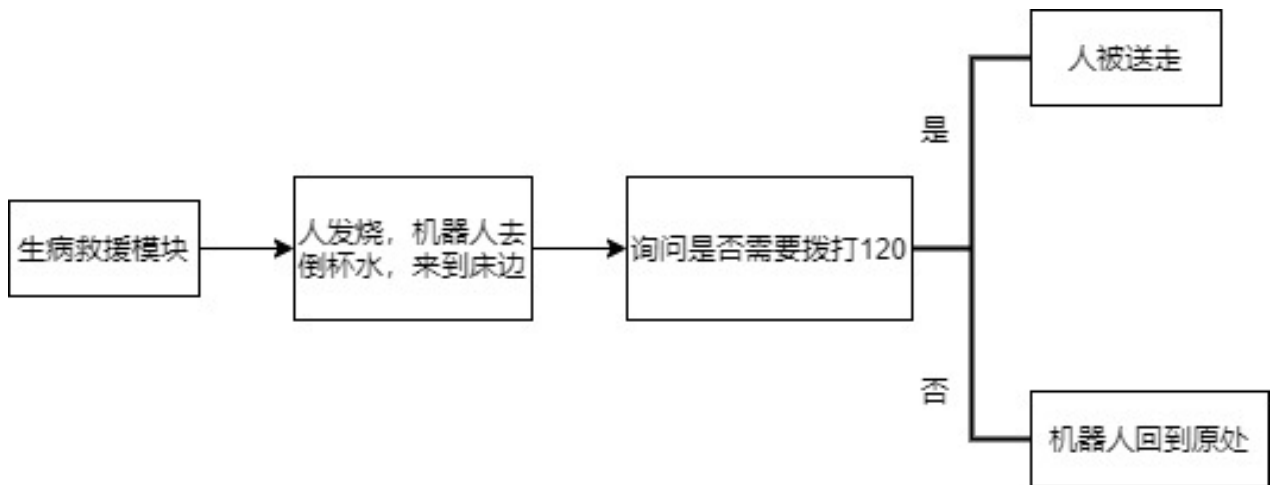 生病救援模块
人发烧，机器人去
倒杯水，来到床边
询问是否需要拨打120
是
人被送走
否
机器人回到原处